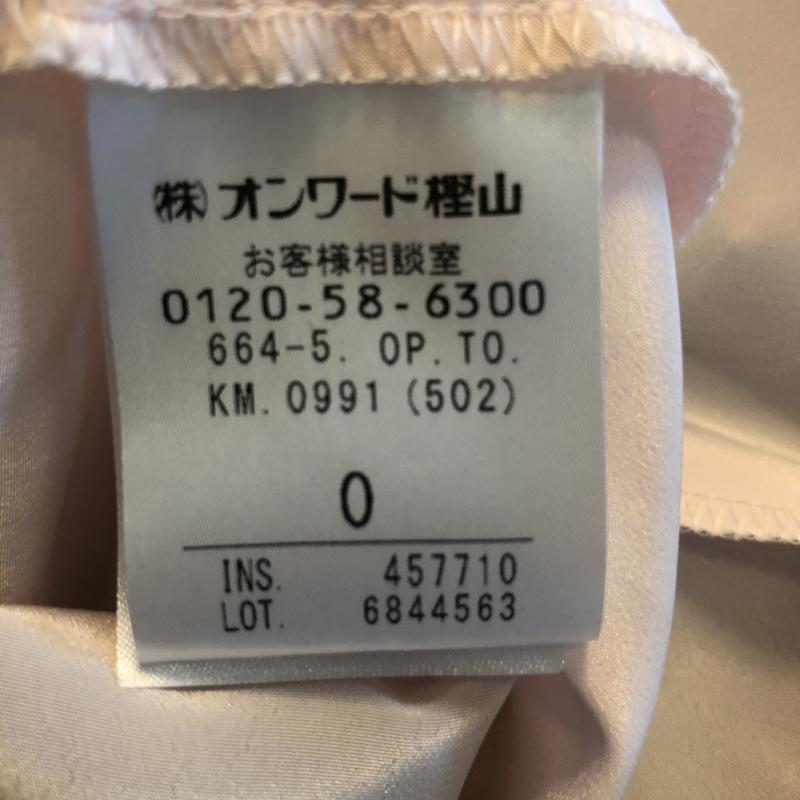 (株)オンワード樫山
お客様相談室
0120-58-6300
664-5. OP.TO.
KM.0991(502)
0
INS. 457710
LOT. 6844563